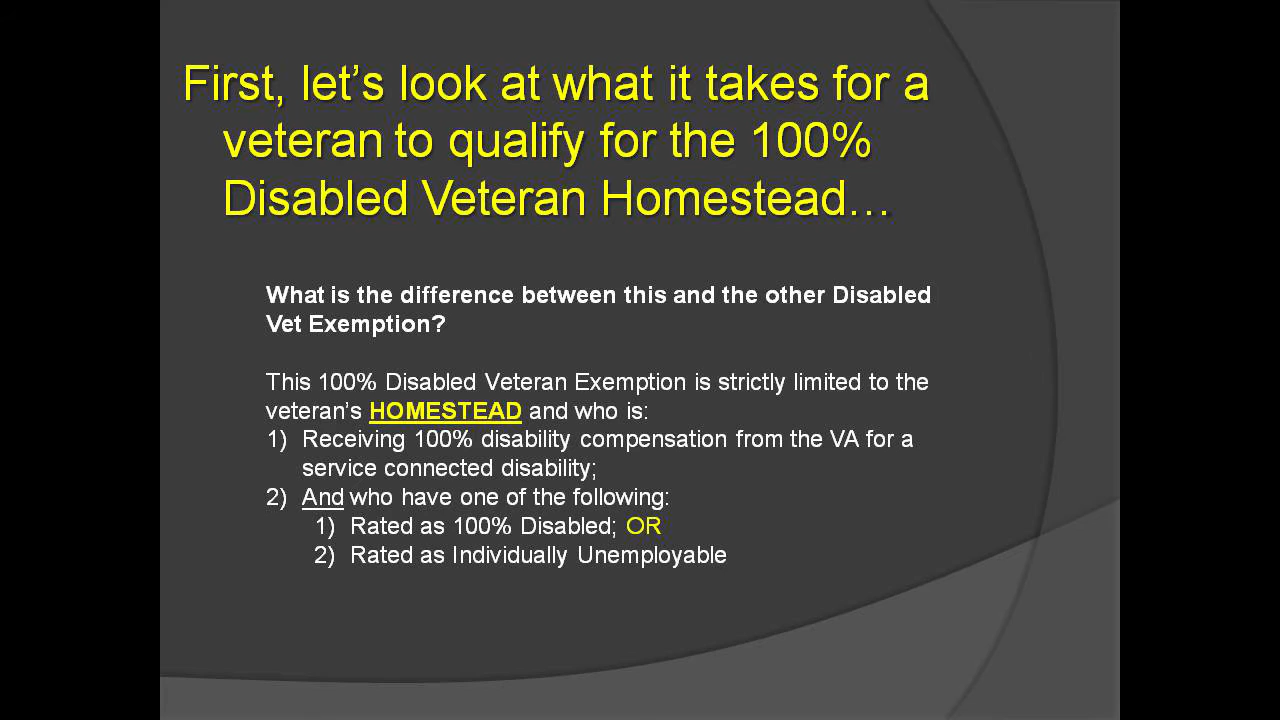 First, let’s look at what it takes for a
veteran to qualify for the 100%
Disabled Veteran Homestead…
What is the difference between this and the other Disabled
Vet Exemption?
This 100% Disabled Veteran Exemption is strictly limited to the
veteran’s HOMESTEAD and who is:
1) Receiving 100% disability compensation from the VA for a
service connected disability;
2) And who have one of the following:
1) Rated as 100% Disabled; OR
2) Rated as Individually Unemployable